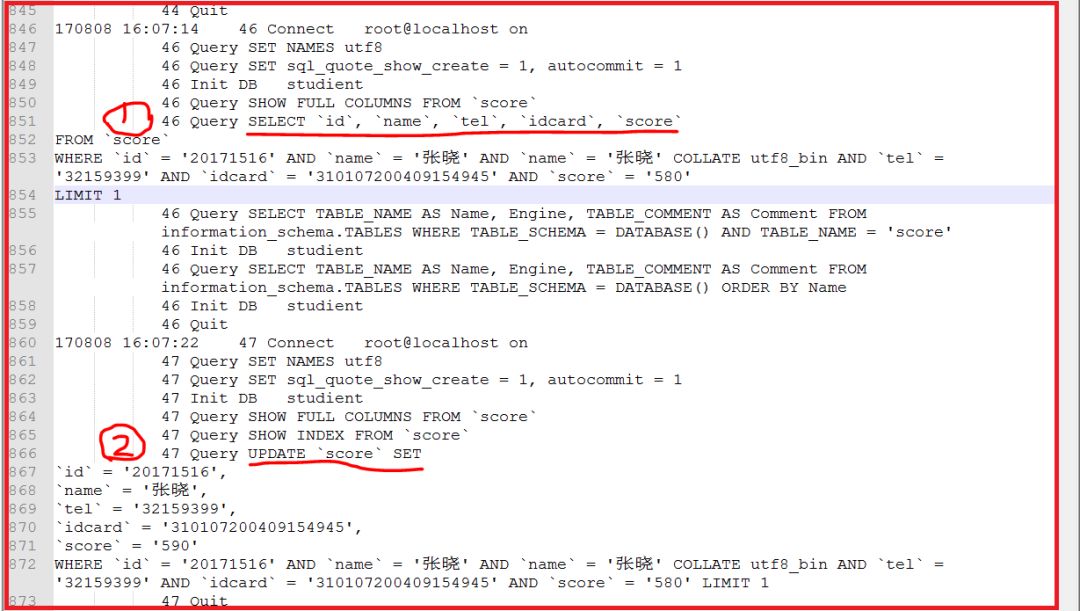 845 44 Quit
846 170808 16:07:14 46 Connect root@localhost on
847 46 Query SET NAMES utf8
848 46 Query SET sql_quote_show_create = 1, autocommit = 1
849 46 Init DB studient
850 46 Query SHOW FULL COLUMNS FROM `score`
① 851 46 Query SELECT `id`, `name`, `tel`, `idcard`, `score`
852 FROM `score`
853 WHERE `id` = '20171516' AND `name` = '张晓' AND `name` = '张晓' COLLATE utf8_bin AND `tel` =
'32159399' AND `idcard` = '310107200409154945' AND `score` = '580'
854 LIMIT 1
855 46 Query SELECT TABLE_NAME AS Name, Engine, TABLE_COMMENT AS Comment FROM
information_schema.TABLES WHERE TABLE_SCHEMA = DATABASE() AND TABLE_NAME = 'score'
856 46 Init DB studient
857 46 Query SELECT TABLE_NAME AS Name, Engine, TABLE_COMMENT AS Comment FROM
information_schema.TABLES WHERE TABLE_SCHEMA = DATABASE() ORDER BY Name
858 46 Init DB studient
859 46 Quit
860 170808 16:07:22 47 Connect root@localhost on
861 47 Query SET NAMES utf8
862 47 Query SET sql_quote_show_create = 1, autocommit = 1
863 47 Init DB studient
864 47 Query SHOW FULL COLUMNS FROM `score`
865 47 Query SHOW INDEX FROM `score`
② 866 47 Query UPDATE `score` SET
867 `id` = '20171516',
868 `name` = '张晓',
869 `tel` = '32159399',
870 `idcard` = '310107200409154945',
871 `score` = '590'
872 WHERE `id` = '20171516' AND `name` = '张晓' AND `name` = '张晓' COLLATE utf8_bin AND `tel` =
'32159399' AND `idcard` = '310107200409154945' AND `score` = '580' LIMIT 1
873 47 Quit